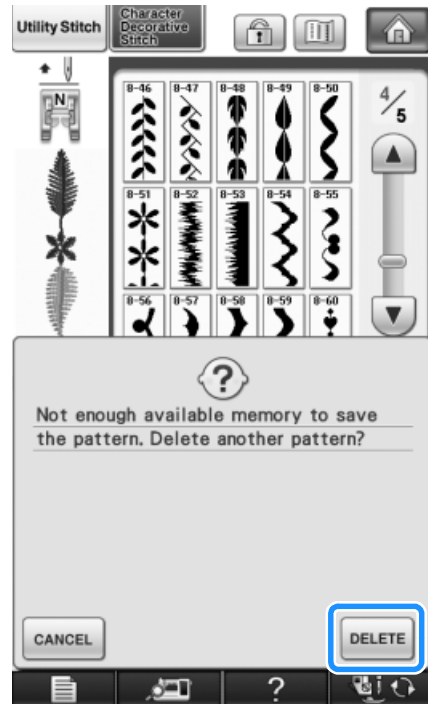 Utility Stitch
Character
Decorative
Stitch
N
8-46 8-47 8-48 8-49 8-50
4/5
8-51 8-52 8-53 8-54 8-55
8-56 8-57 8-58 8-59 8-60
?
Not enough available memory to save
the pattern. Delete another pattern?
CANCEL
DELETE
?